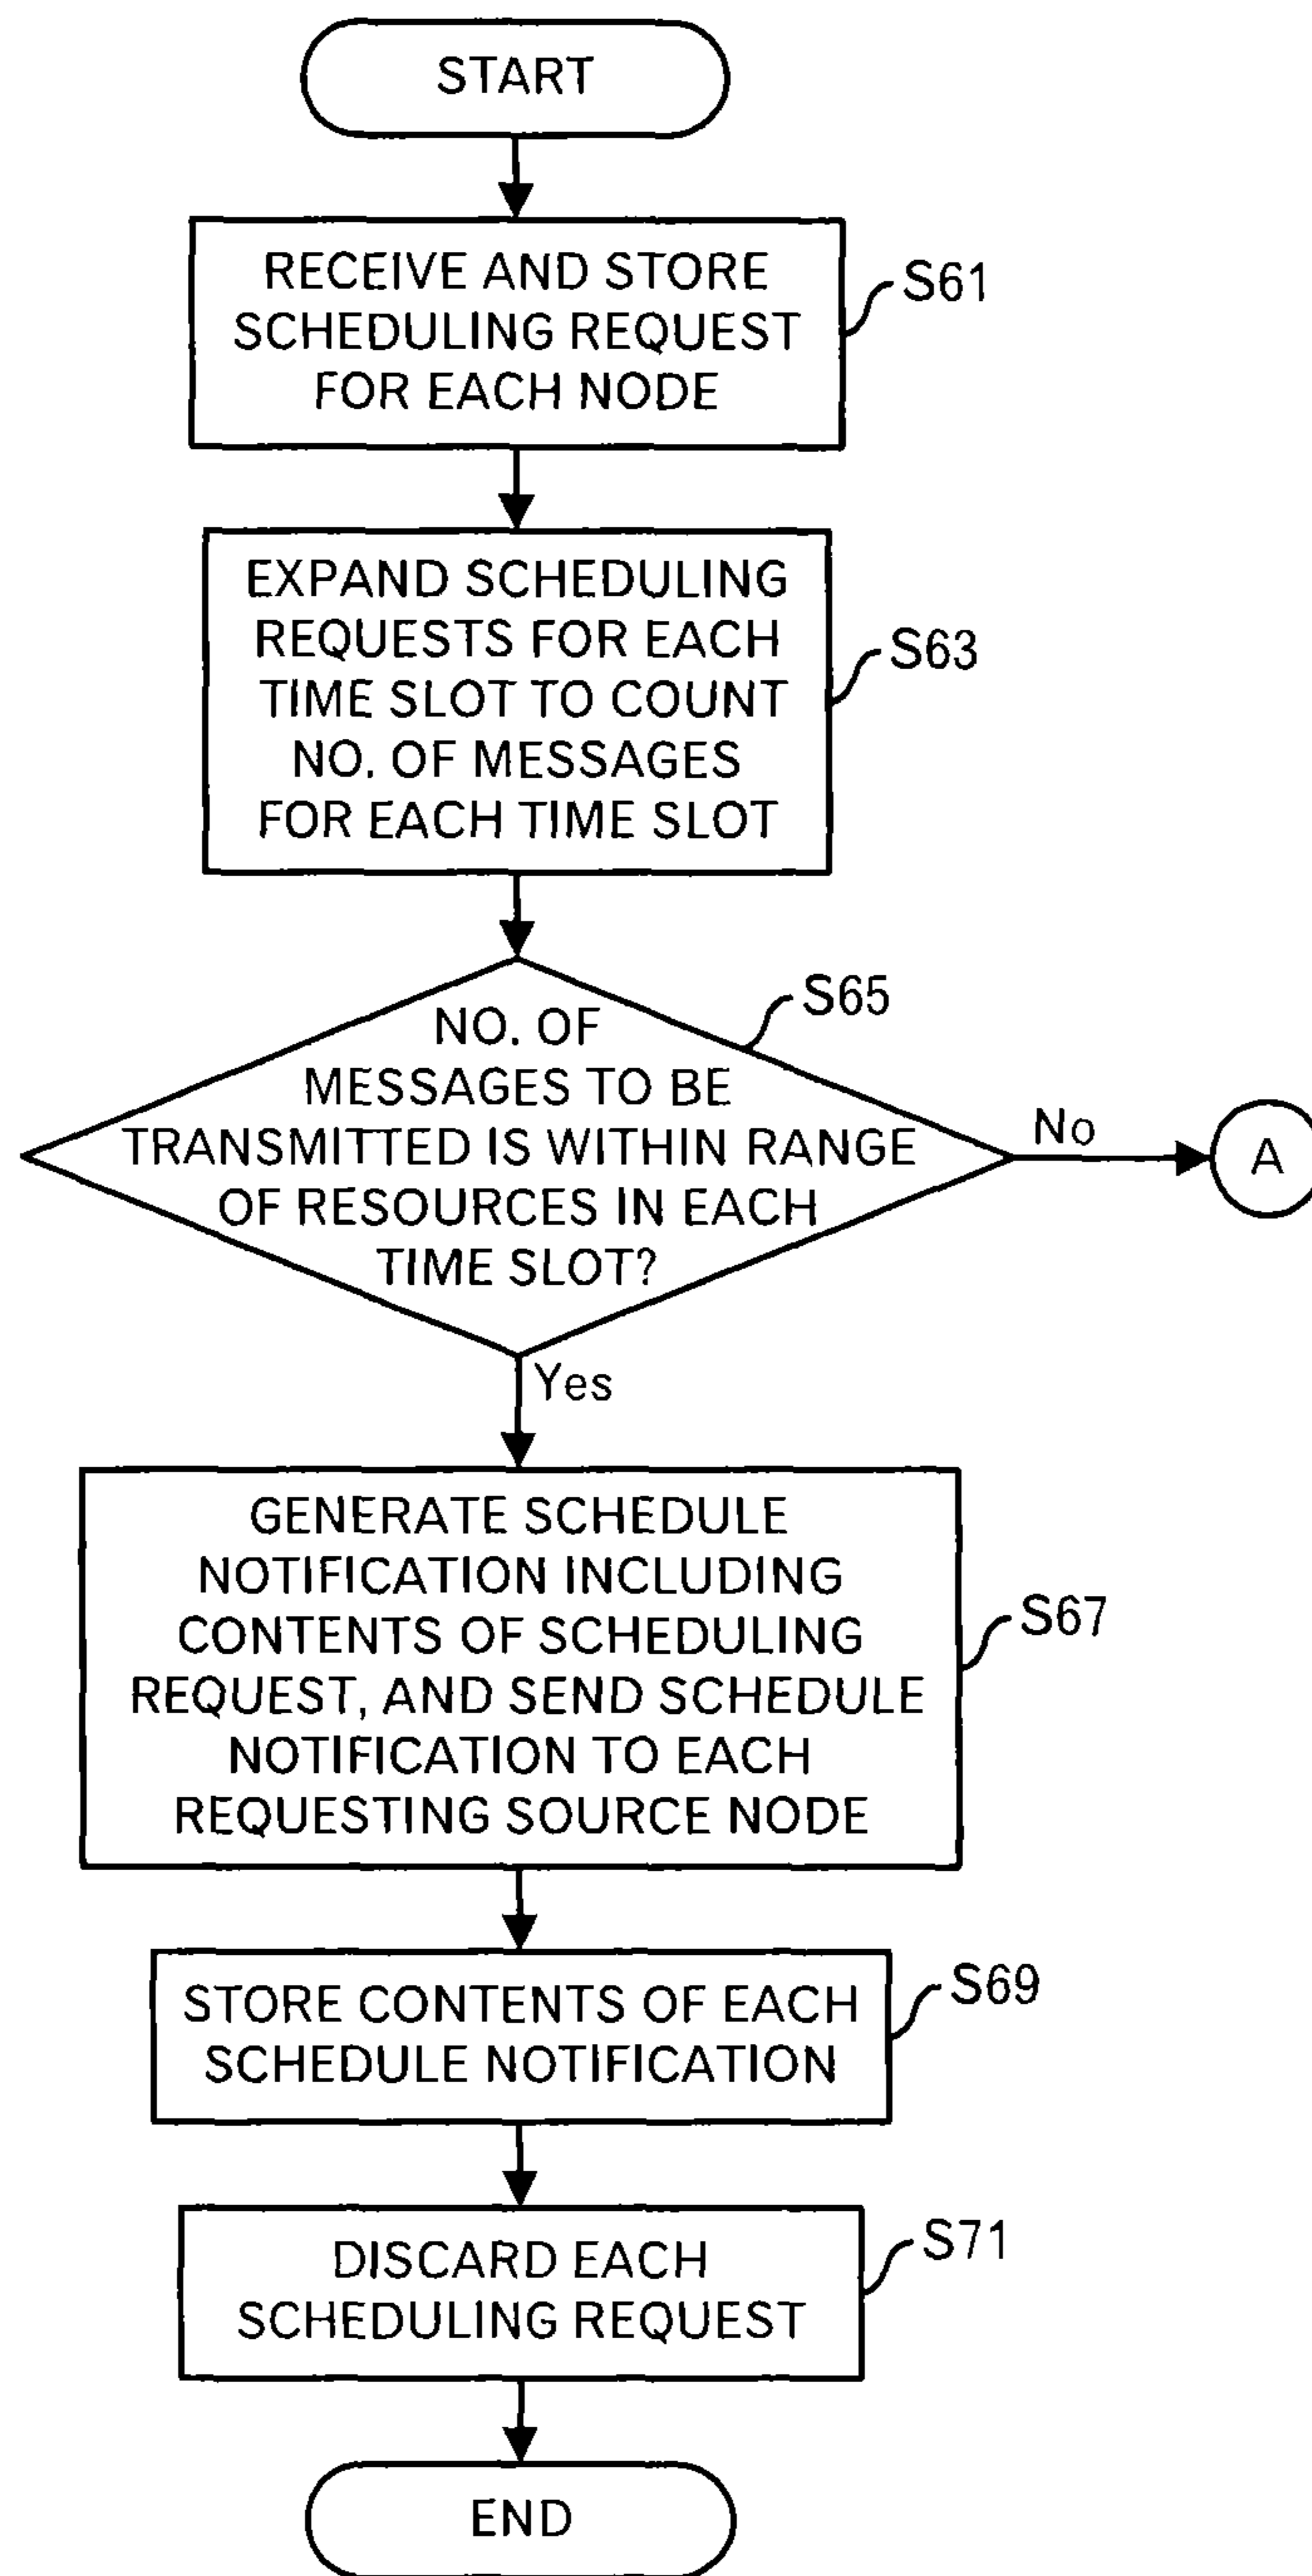 START
RECEIVE AND STORE
SCHEDULING REQUEST
FOR EACH NODE
S61
EXPAND SCHEDULING
REQUESTS FOR EACH
TIME SLOT TO COUNT
NO. OF MESSAGES
FOR EACH TIME SLOT
S63
NO. OF
MESSAGES TO BE
TRANSMITTED IS WITHIN RANGE
OF RESOURCES IN EACH
TIME SLOT?
S65
No
A
Yes
GENERATE SCHEDULE
NOTIFICATION INCLUDING
CONTENTS OF SCHEDULING
REQUEST, AND SEND SCHEDULE
NOTIFICATION TO EACH
REQUESTING SOURCE NODE
S67
STORE CONTENTS OF EACH
SCHEDULE NOTIFICATION
S69
DISCARD EACH
SCHEDULING REQUEST
S71
END